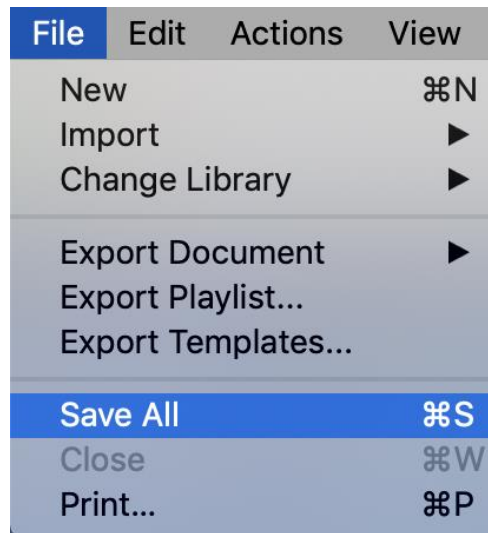 File Edit Actions View
New ⌘N
Import ▶
Change Library ▶
Export Document ▶
Export Playlist...
Export Templates...
Save All ⌘S
Close ⌘W
Print... ⌘P